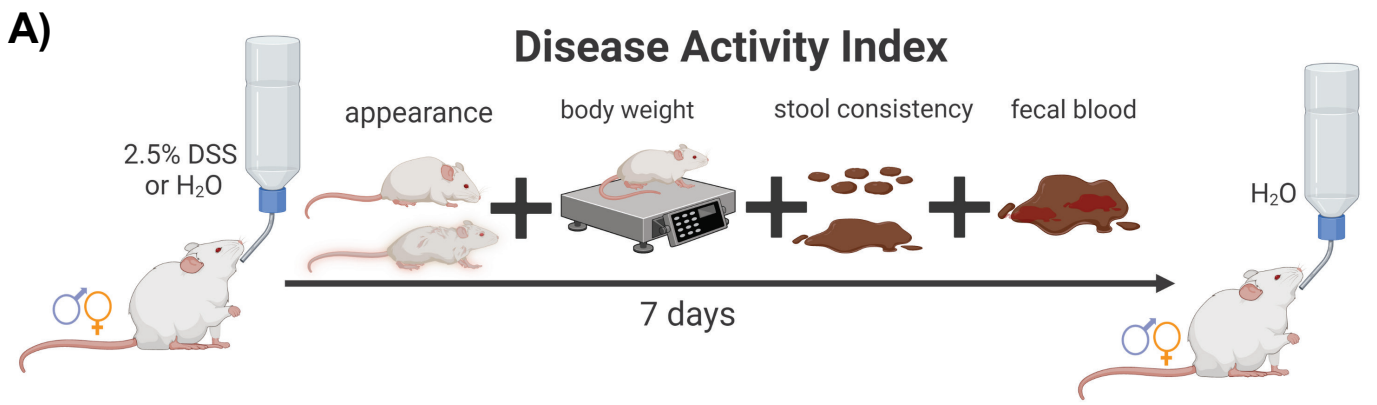 A)
Disease Activity Index
appearance
body weight
stool consistency
fecal blood
2.5% DSS
or H₂O
H₂O
7 days